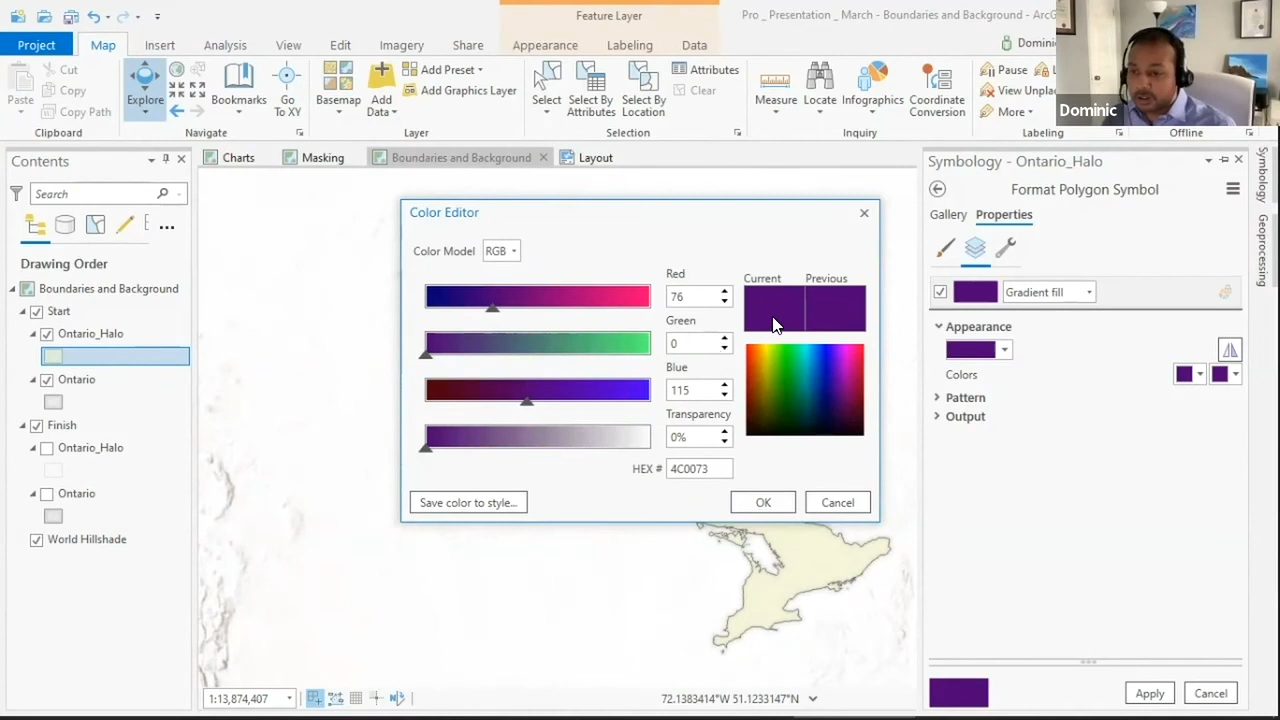 Feature Layer
Pro _ Presentation _ March - Boundaries and Background - ArcG
Project
Map
Insert
Analysis
View
Edit
Imagery
Share
Appearance
Labeling
Data
Dominic
Paste
Cut
Copy
Copy Path
Clipboard
Explore
Bookmarks
Go To XY
Navigate
Basemap
Add Data
Add Preset
Add Graphics Layer
Layer
Select
Select By Attributes
Select By Location
Attributes
Clear
Selection
Measure
Locate
Infographics
Coordinate Conversion
Inquiry
Pause
View Unpla
More
Labeling
Offline
Dominic
Contents
Search
Drawing Order
Boundaries and Background
Start
Ontario_Halo
Ontario
Finish
Ontario_Halo
Ontario
World Hillshade
Charts
Masking
Boundaries and Background
Layout
Color Editor
Color Model
RGB
Red
76
Green
0
Blue
115
Transparency
0%
HEX #
4C0073
Current
Previous
Save color to style...
OK
Cancel
1:13,874,407
72.1383414°W 51.1233147°N
Symbology - Ontario_Halo
Format Polygon Symbol
Gallery
Properties
Gradient fill
Appearance
Colors
Pattern
Output
Apply
Cancel
Symbology
Geoprocessing